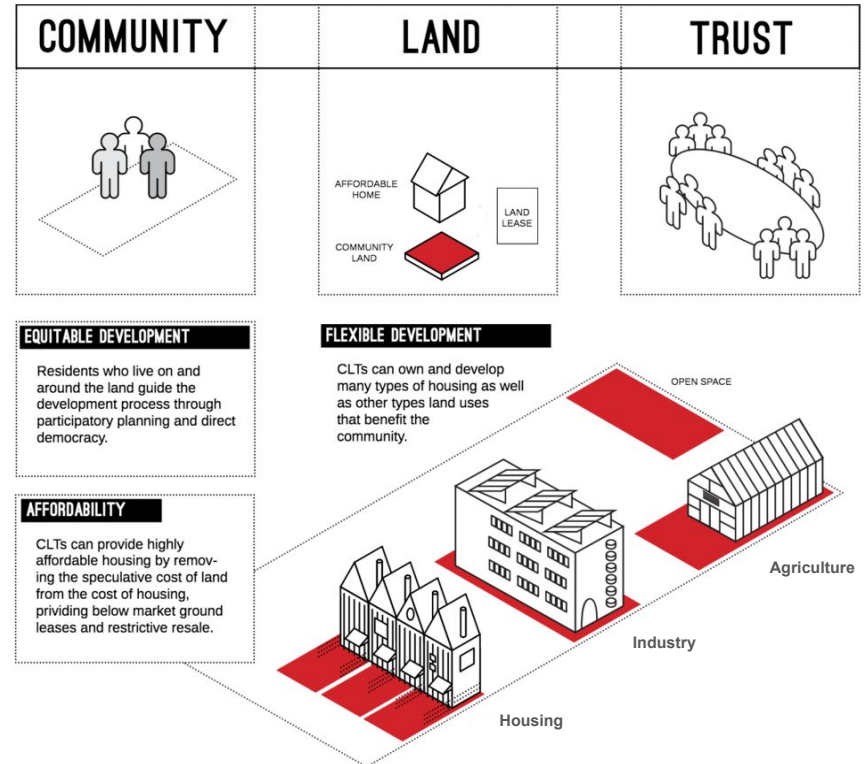 COMMUNITY
LAND
TRUST
AFFORDABLE
HOME
LAND
LEASE
COMMUNITY
LAND
EQUITABLE DEVELOPMENT
Residents who live on and
around the land guide the
development process through
participatory planning and direct
democracy.
FLEXIBLE DEVELOPMENT
CLTs can own and develop
many types of housing as well
as other types land uses
that benefit the
community.
OPEN SPACE
AFFORDABILITY
CLTs can provide highly
affordable housing by remov-
ing the speculative cost of land
from the cost of housing,
prividing below market ground
leases and restrictive resale.
Agriculture
Industry
Housing